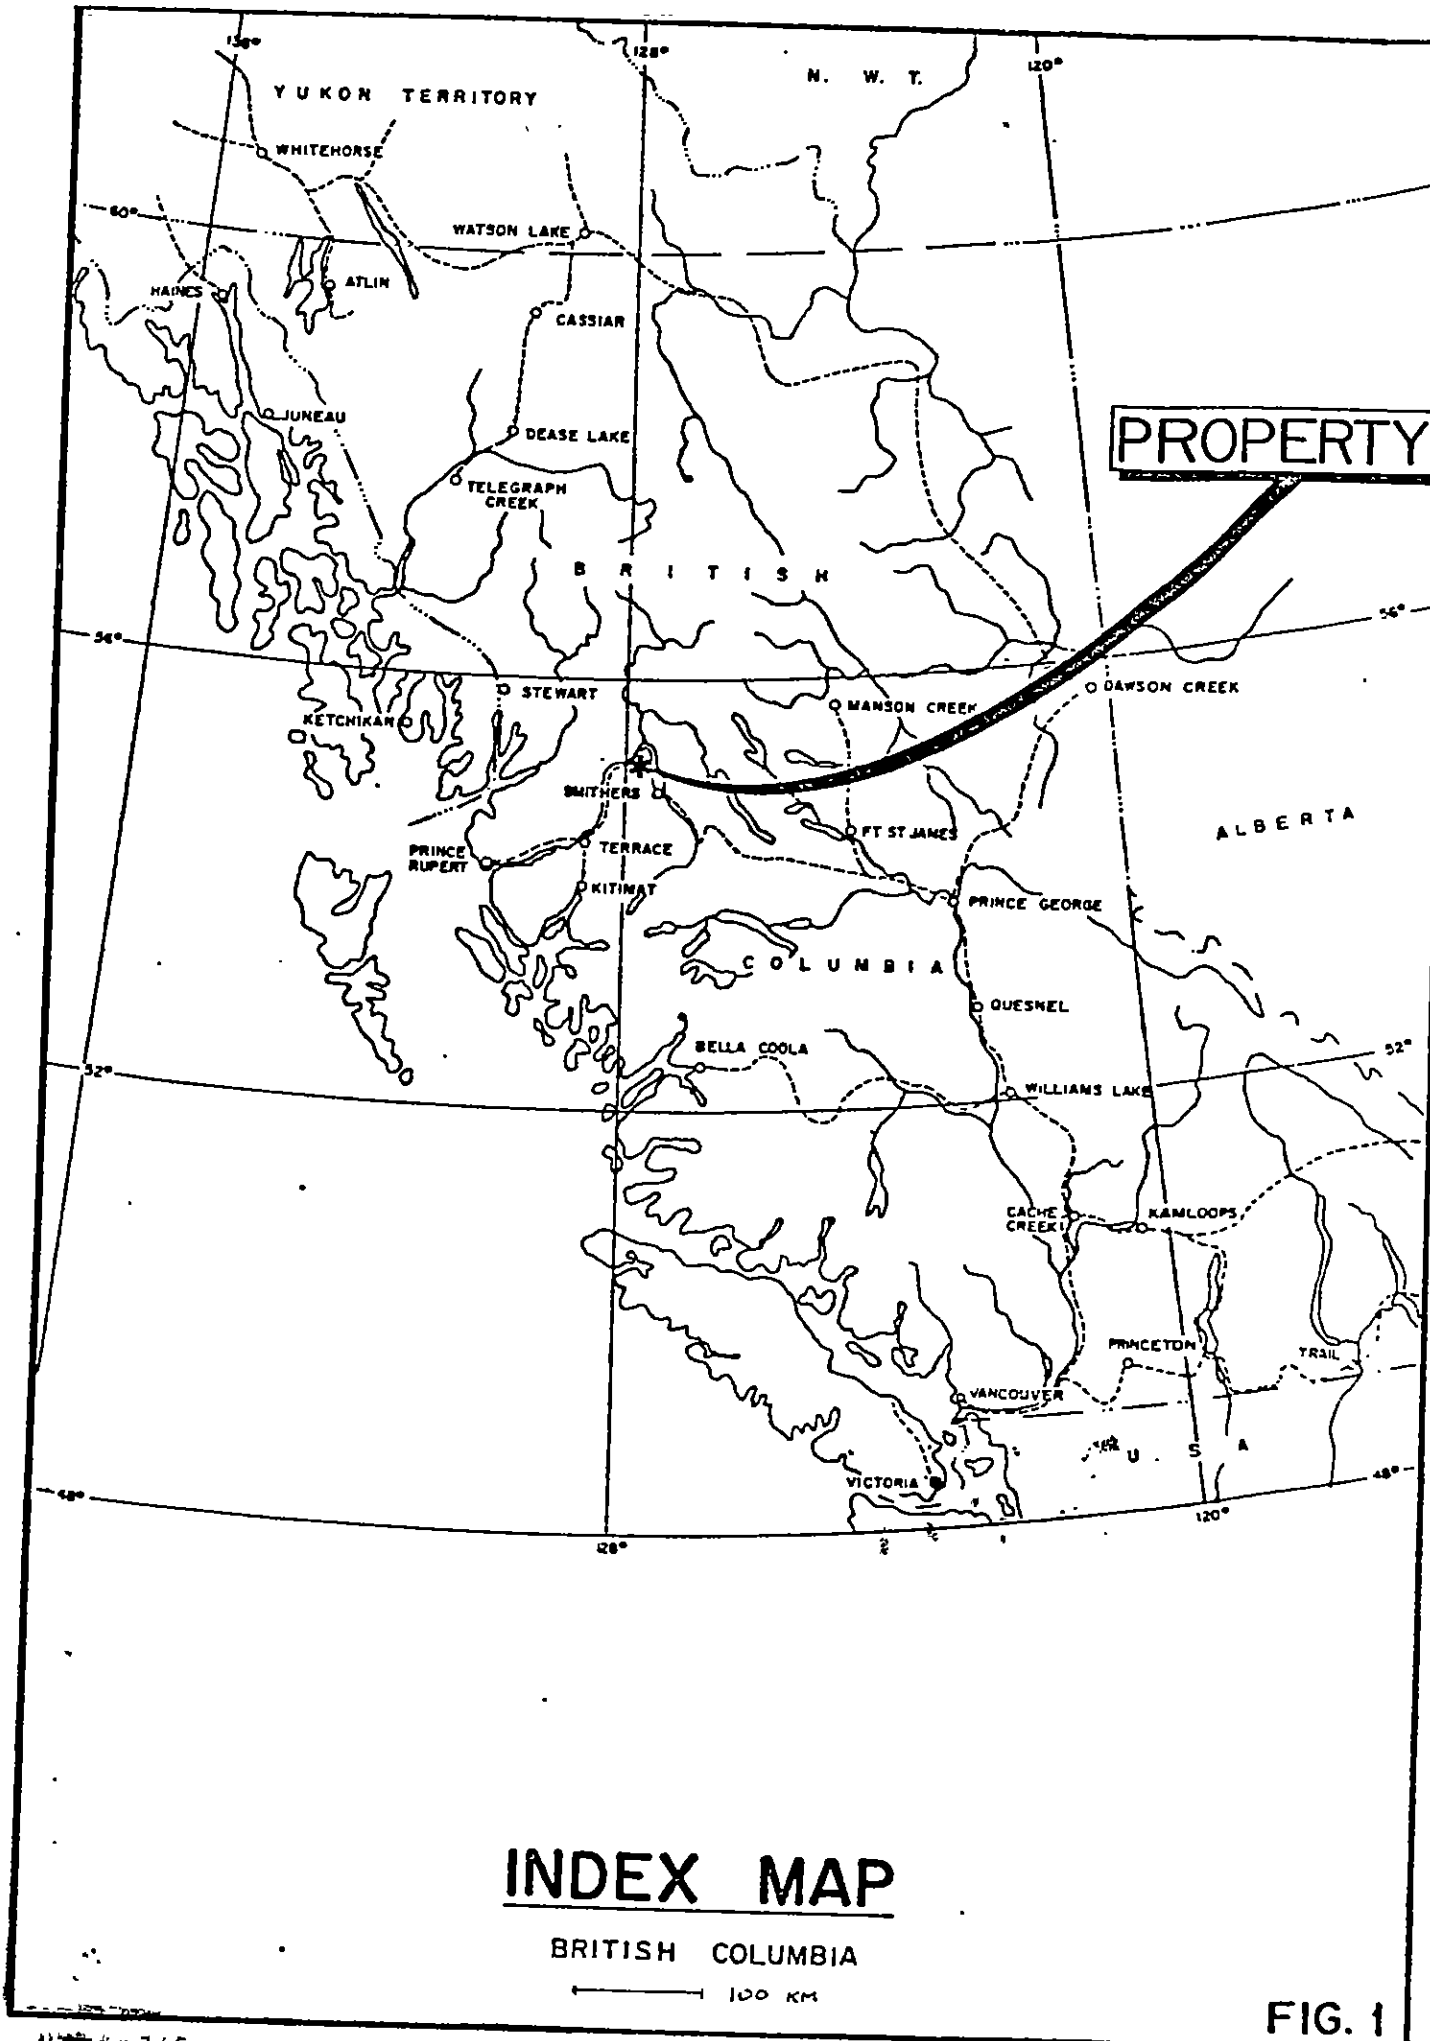 136°
128°
120°
N. W. T.
YUKON TERRITORY
WHITEHORSE
60°
WATSON LAKE
HAINES
ATLIN
CASSIAR
JUNEAU
DEASE LAKE
PROPERTY
TELEGRAPH
CREEK
BRITISH
56°
56°
STEWART
DAWSON CREEK
KETCHIKAN
MANSON CREEK
SMITHERS
ALBERTA
FT ST JAMES
PRINCE
RUPERT
TERRACE
KITIMAT
PRINCE GEORGE
COLUMBIA
QUESNEL
BELLA COOLA
52°
52°
WILLIAMS LAKE
CACHE
CREEK
KAMLOOPS
PRINCETON
TRAIL
VANCOUVER
U S A
VICTORIA
48°
48°
128°
120°
INDEX MAP
BRITISH COLUMBIA
100 KM
FIG. 1